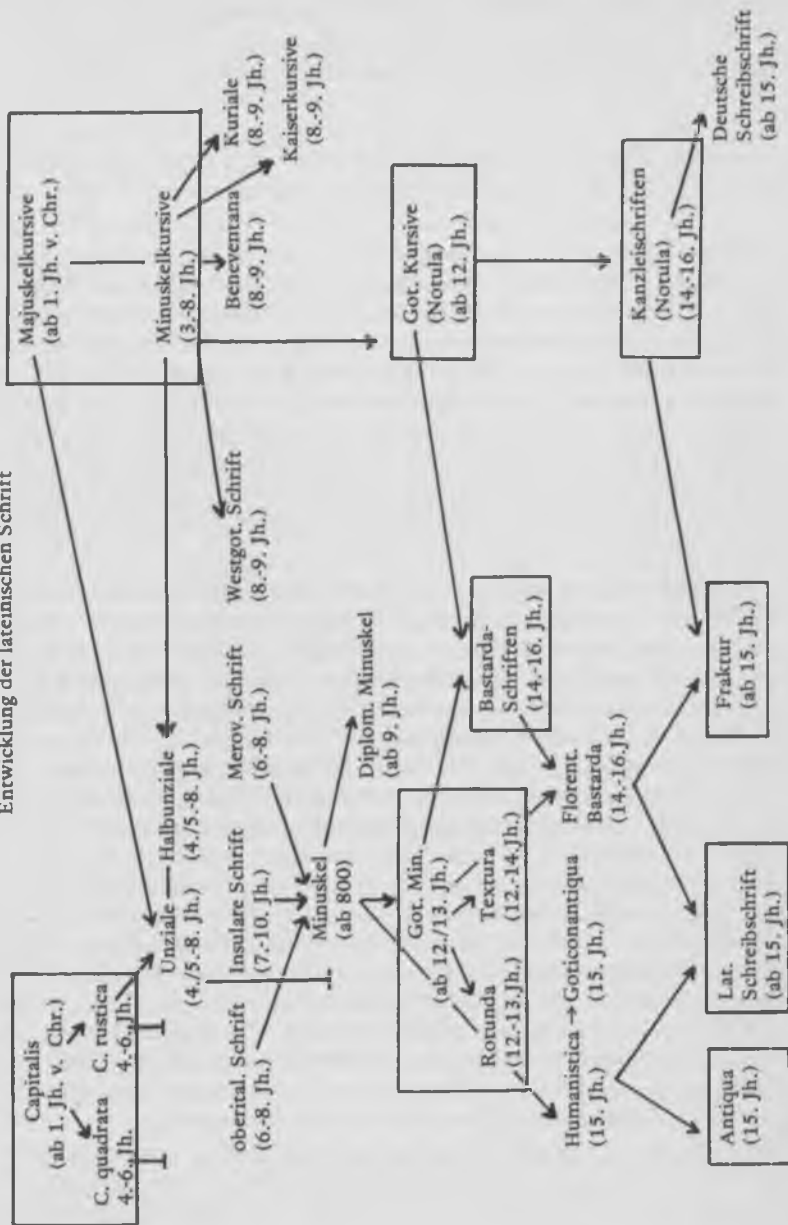 Entwicklung der lateinischen Schrift
Capitalis
(ab 1. Jh. v. Chr.)
C. quadrata C. rustica
4.-6. Jh. 4.-6. Jh.
Majuskelkursive
(ab 1. Jh. v. Chr.)
Minuskelkursive
(3.-8. Jh.)
Unziale — Halbunziale
(4./5.-8. Jh.) (4./5.-8. Jh.)
Kuriale
(8.-9. Jh.)
Beneventana
(8.-9. Jh.)
Kaiserkursive
(8.-9. Jh.)
oberital. Schrift
(6.-8. Jh.)
Insulare Schrift
(7.-10. Jh.)
Merov. Schrift
(6.-8. Jh.)
Westgot. Schrift
(8.-9. Jh.)
Minuskel
(ab 800)
Diplom. Minuskel
(ab 9. Jh.)
Got. Min.
(ab 12./13. Jh.)
Rotunda
(12.-13.Jh.)
Textura
(12.-14.Jh.)
Bastarda-
Schriften
(14.-16. Jh.)
Got. Kursive
(Notula)
(ab 12. Jh.)
Humanistica → Goticonantiqua
(15. Jh.) (15. Jh.)
Florent.
Bastarda
(14.-16.Jh.)
Kanzleischriften
(Notula)
(14.-16. Jh.)
Antiqua
(15. Jh.)
Lat.
Schreibschrift
(ab 15. Jh.)
Fraktur
(ab 15. Jh.)
Deutsche
Schreibschrift
(ab 15. Jh.)